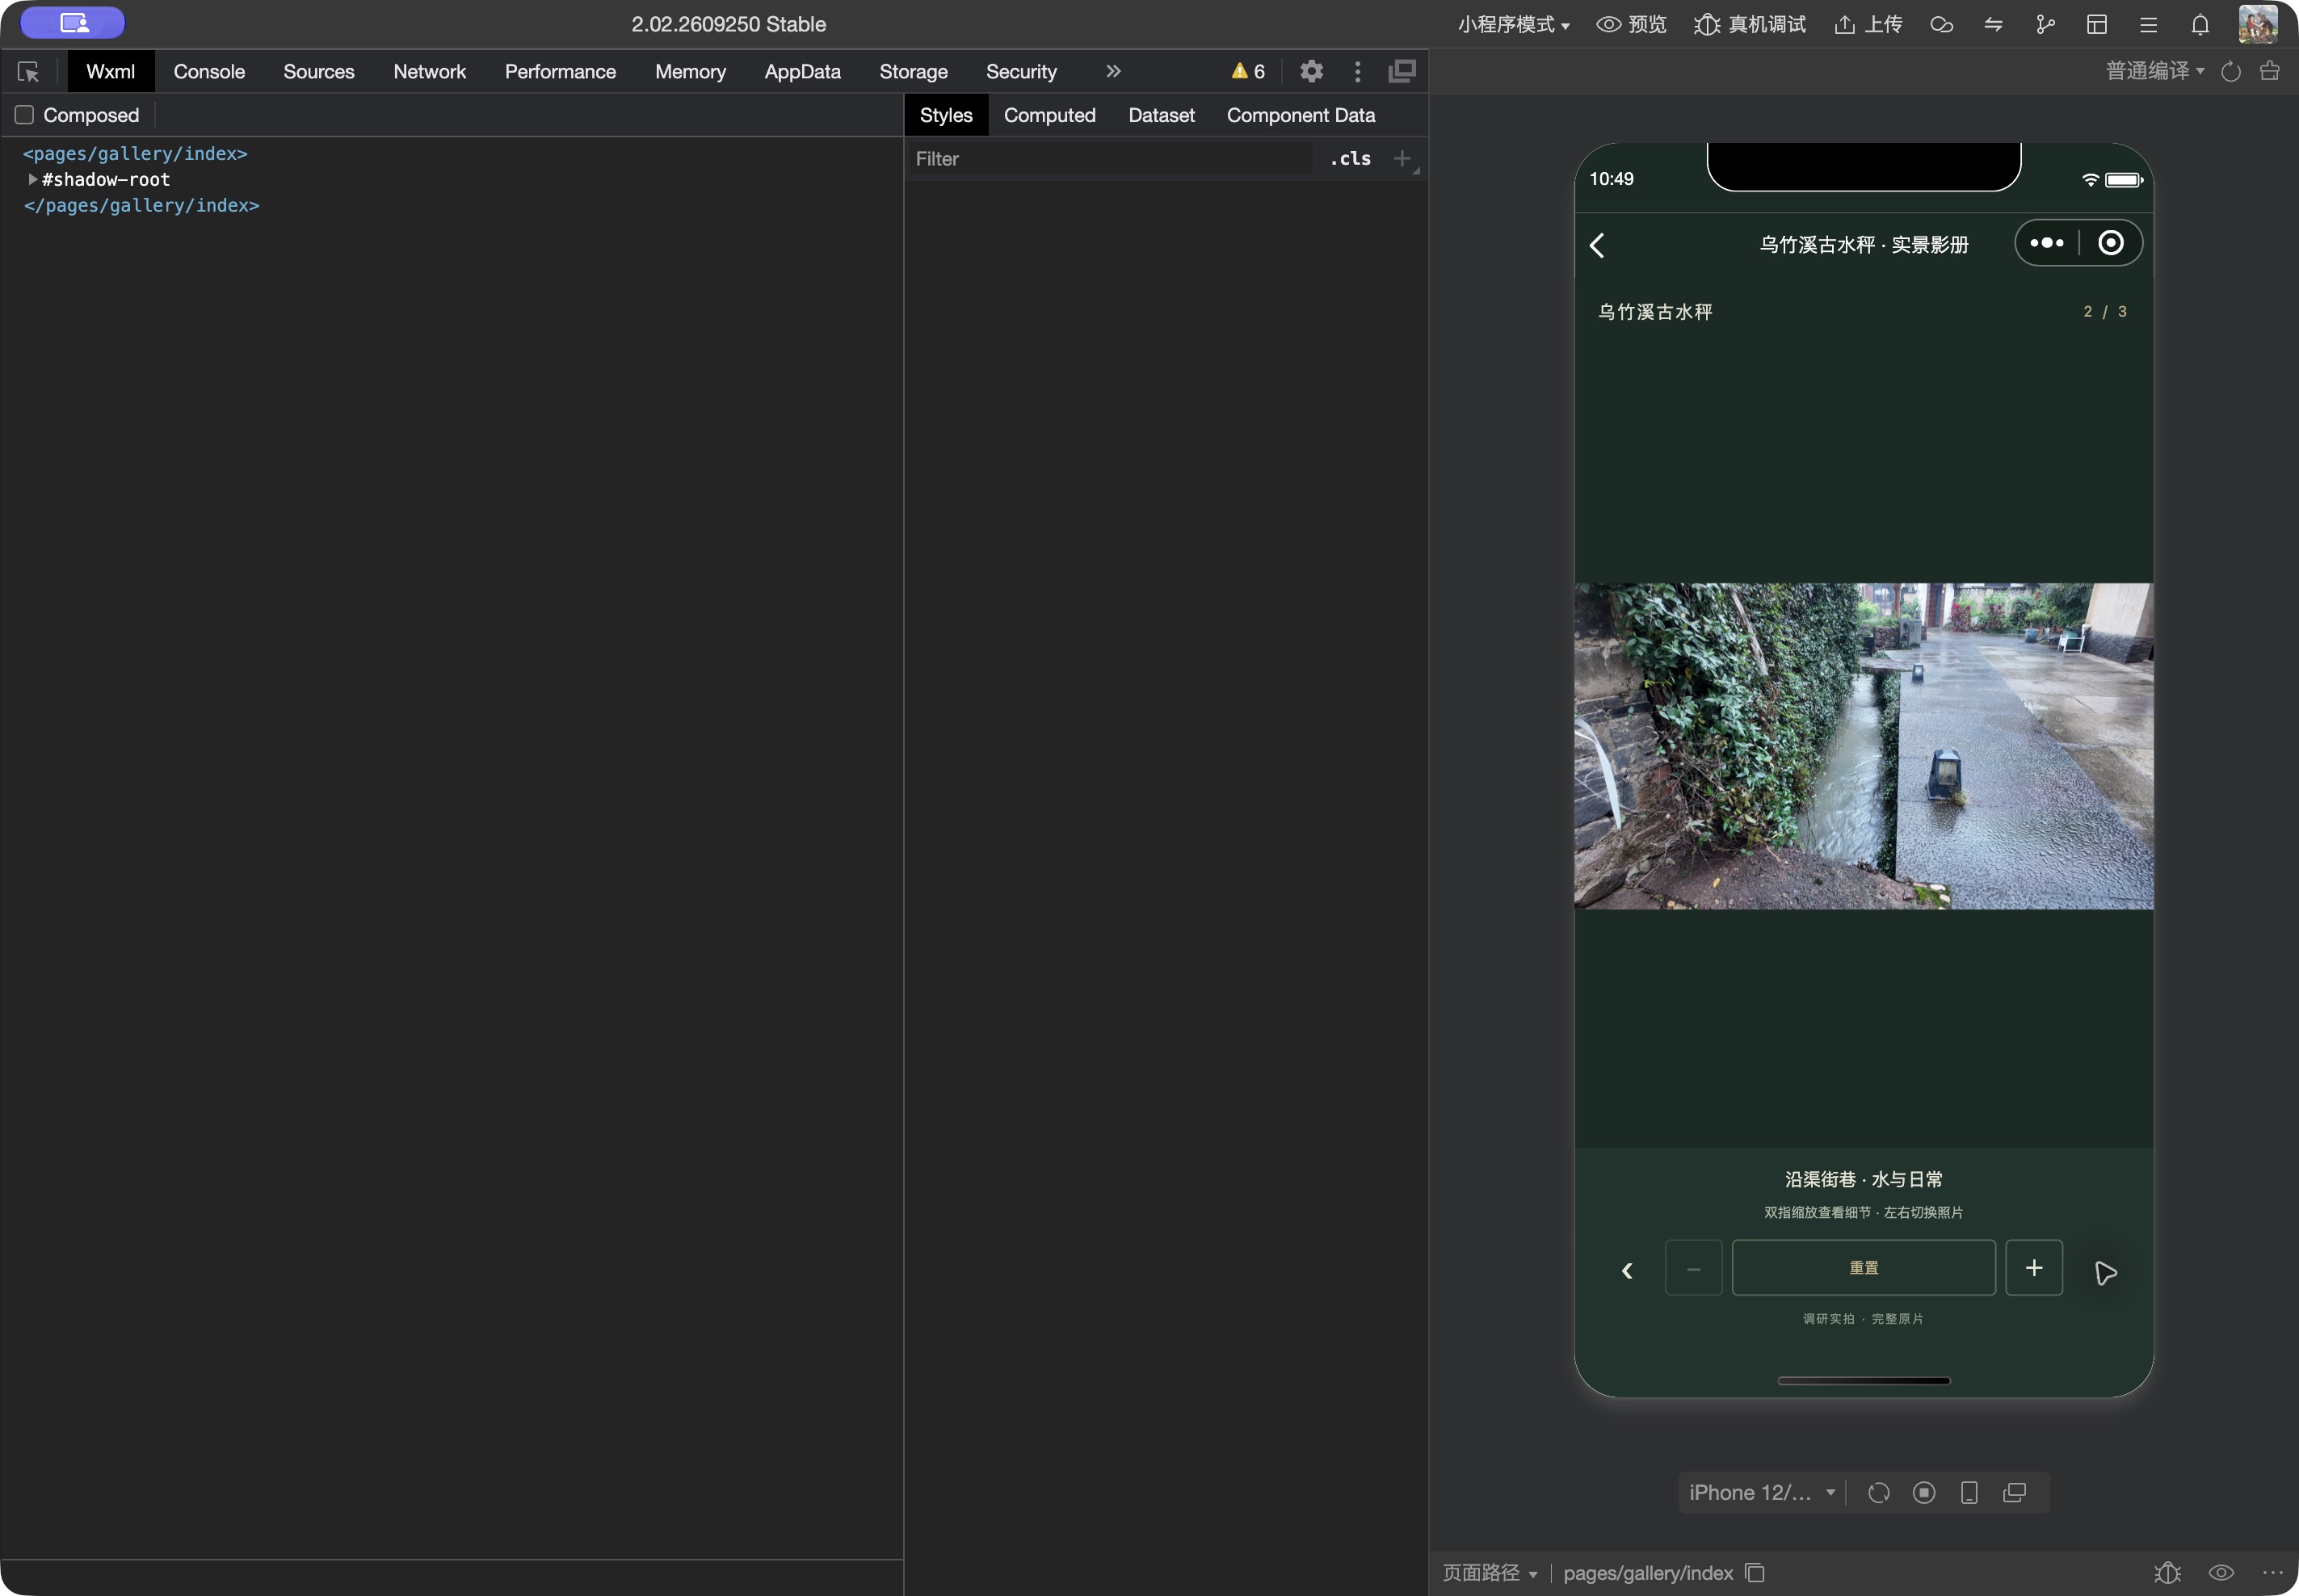 2.02.2609250 Stable
小程序模式 预览 真机调试 上传
Wxml Console Sources Network Performance Memory AppData Storage Security 6
普通编译
Composed
Styles Computed Dataset Component Data
Filter .cls
<pages/gallery/index>
#shadow-root
</pages/gallery/index>
10:49
乌竹溪古水秤 · 实景影册
乌竹溪古水秤
2 / 3
沿渠街巷 · 水与日常
双指缩放查看细节 · 左右切换照片
重置
调研实拍 · 完整原片
iPhone 12/...
页面路径 pages/gallery/index